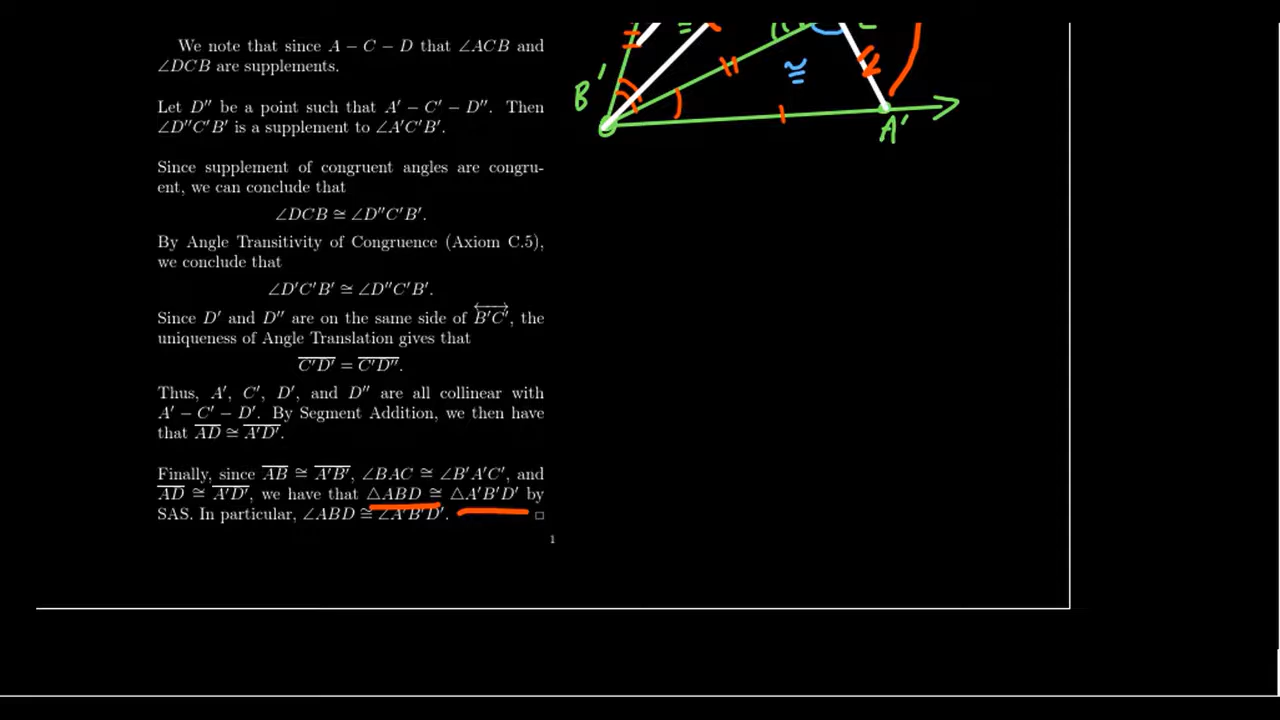 We note that since A − C − D that ∠ACB and
∠DCB are supplements.
Let D″ be a point such that A′ − C′ − D″. Then
∠D″C′B′ is a supplement to ∠A′C′B′.
Since supplement of congruent angles are congru-
ent, we can conclude that
∠DCB ≅ ∠D″C′B′.
By Angle Transitivity of Congruence (Axiom C.5),
we conclude that
∠D′C′B′ ≅ ∠D″C′B′.
Since D′ and D″ are on the same side of B′C′, the
uniqueness of Angle Translation gives that
C′D′ = C′D″.
Thus, A′, C′, D′, and D″ are all collinear with
A′ − C′ − D′. By Segment Addition, we then have
that AD ≅ A′D′.
Finally, since AB ≅ A′B′, ∠BAC ≅ ∠B′A′C′, and
AD ≅ A′D′, we have that △ABD ≅ △A′B′D′ by
SAS. In particular, ∠ABD ≅ ∠A′B′D′. □
1
B′
≅
A′